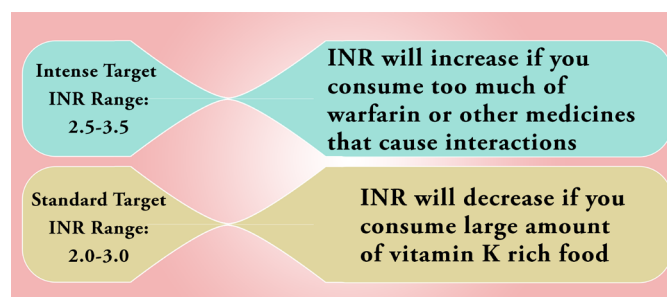 Intense Target
INR Range:
2.5-3.5
INR will increase if you
consume too much of
warfarin or other medicines
that cause interactions
Standard Target
INR Range:
2.0-3.0
INR will decrease if you
consume large amount
of vitamin K rich food